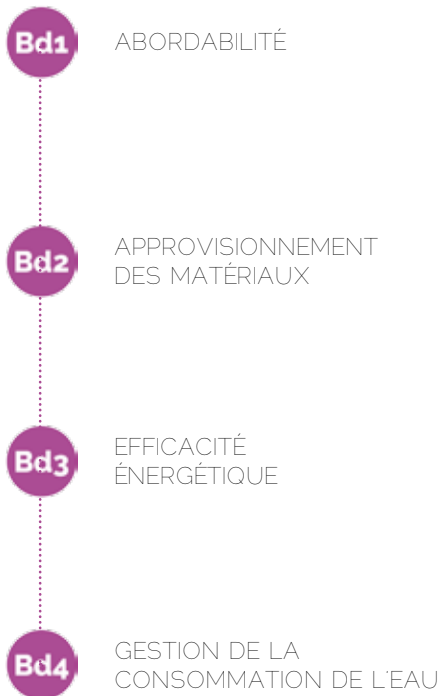 Bd1
ABORDABILITÉ
Bd2
APPROVISIONNEMENT
DES MATÉRIAUX
Bd3
EFFICACITÉ
ÉNERGÉTIQUE
Bd4
GESTION DE LA
CONSOMMATION DE L'EAU